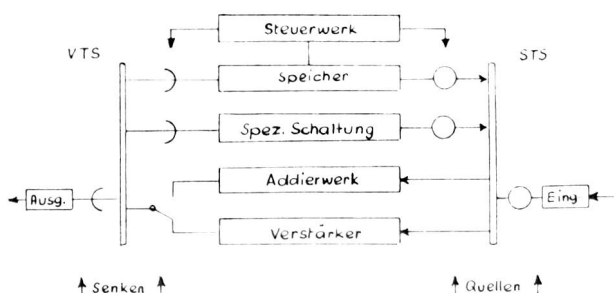 Steuerwerk
VTS
STS
Speicher
Spez. Schaltung
Addierwerk
Ausg.
Eing
Verstärker
Senken
Quellen